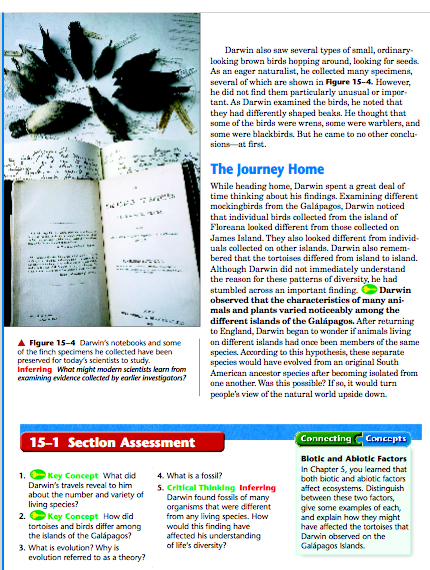 Darwin also saw several types of small, ordinary-
looking brown birds hopping around, looking for seeds.
As an eager naturalist, he collected many specimens,
several of which are shown in Figure 15–4. However,
he did not find them particularly unusual or impor-
tant. As Darwin examined the birds, he noted that
they had differently shaped beaks. He thought that
some of the birds were wrens, some were warblers, and
some were blackbirds. But he came to no other conclu-
sions—at first.
The Journey Home
While heading home, Darwin spent a great deal of
time thinking about his findings. Examining different
mockingbirds from the Galápagos, Darwin noticed
that individual birds collected from the island of
Floreana looked different from those collected on
James Island. They also looked different from individ-
uals collected on other islands. Darwin also remem-
bered that the tortoises differed from island to island.
Although Darwin did not immediately understand
the reason for these patterns of diversity, he had
stumbled across an important finding. Darwin
observed that the characteristics of many ani-
mals and plants varied noticeably among the
different islands of the Galápagos. After returning
to England, Darwin began to wonder if animals living
on different islands had once been members of the same
species. According to this hypothesis, these separate
species would have evolved from an original South
American ancestor species after becoming isolated from
one another. Was this possible? If so, it would turn
people's view of the natural world upside down.
▲ Figure 15–4 Darwin's notebooks and some
of the finch specimens he collected have been
preserved for today's scientists to study.
Inferring What might modern scientists learn from
examining evidence collected by earlier investigators?
15–1 Section Assessment
1. Key Concept What did
Darwin's travels reveal to him
about the number and variety of
living species?
2. Key Concept How did
tortoises and birds differ among
the islands of the Galápagos?
3. What is evolution? Why is
evolution referred to as a theory?
4. What is a fossil?
5. Critical Thinking Inferring
Darwin found fossils of many
organisms that were different
from any living species. How
would this finding have
affected his understanding
of life's diversity?
Connecting Concepts
Biotic and Abiotic Factors
In Chapter 5, you learned that
both biotic and abiotic factors
affect ecosystems. Distinguish
between these two factors,
give some examples of each,
and explain how they might
have affected the tortoises that
Darwin observed on the
Galápagos Islands.